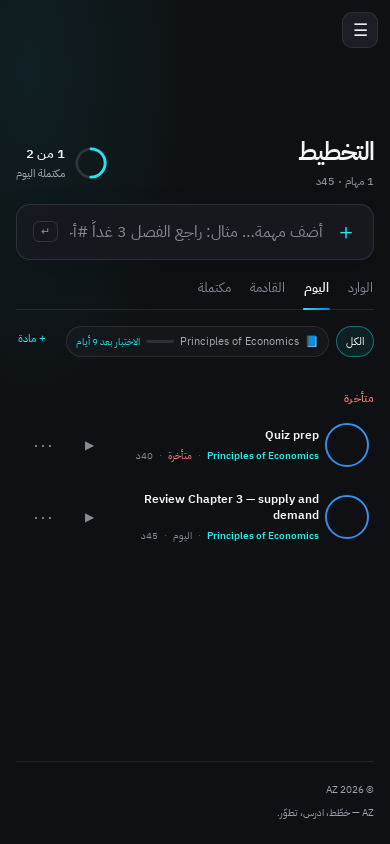 ☰
التخطيط
1 مهام · 45د
1 من 2
مكتملة اليوم
+ أضف مهمة... مثال: راجع الفصل 3 غداً #أ ↵
الوارد اليوم القادمة مكتملة
الكل 📘 Principles of Economics الاختبار بعد 9 أيام + مادة
متأخرة
Quiz prep
Principles of Economics · متأخرة · 40د
Review Chapter 3 — supply and
demand
Principles of Economics · اليوم · 45د
© 2026 AZ
AZ — خطّط، ادرس، تطوّر.